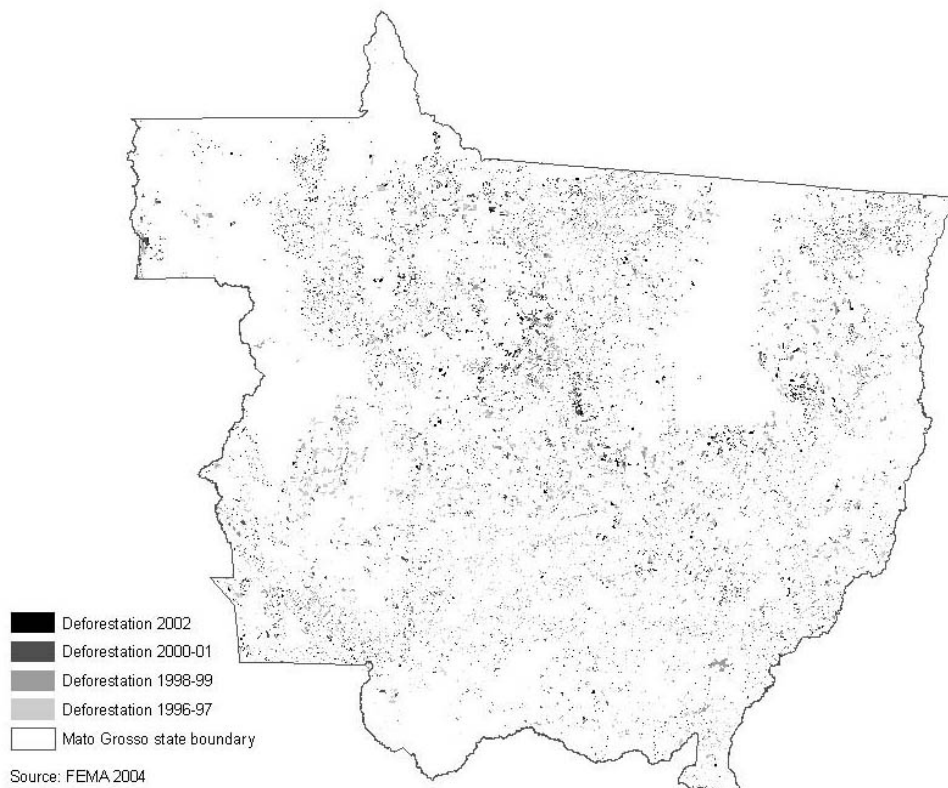 Deforestation 2002
Deforestation 2000-01
Deforestation 1998-99
Deforestation 1996-97
Mato Grosso state boundary
Source: FEMA 2004